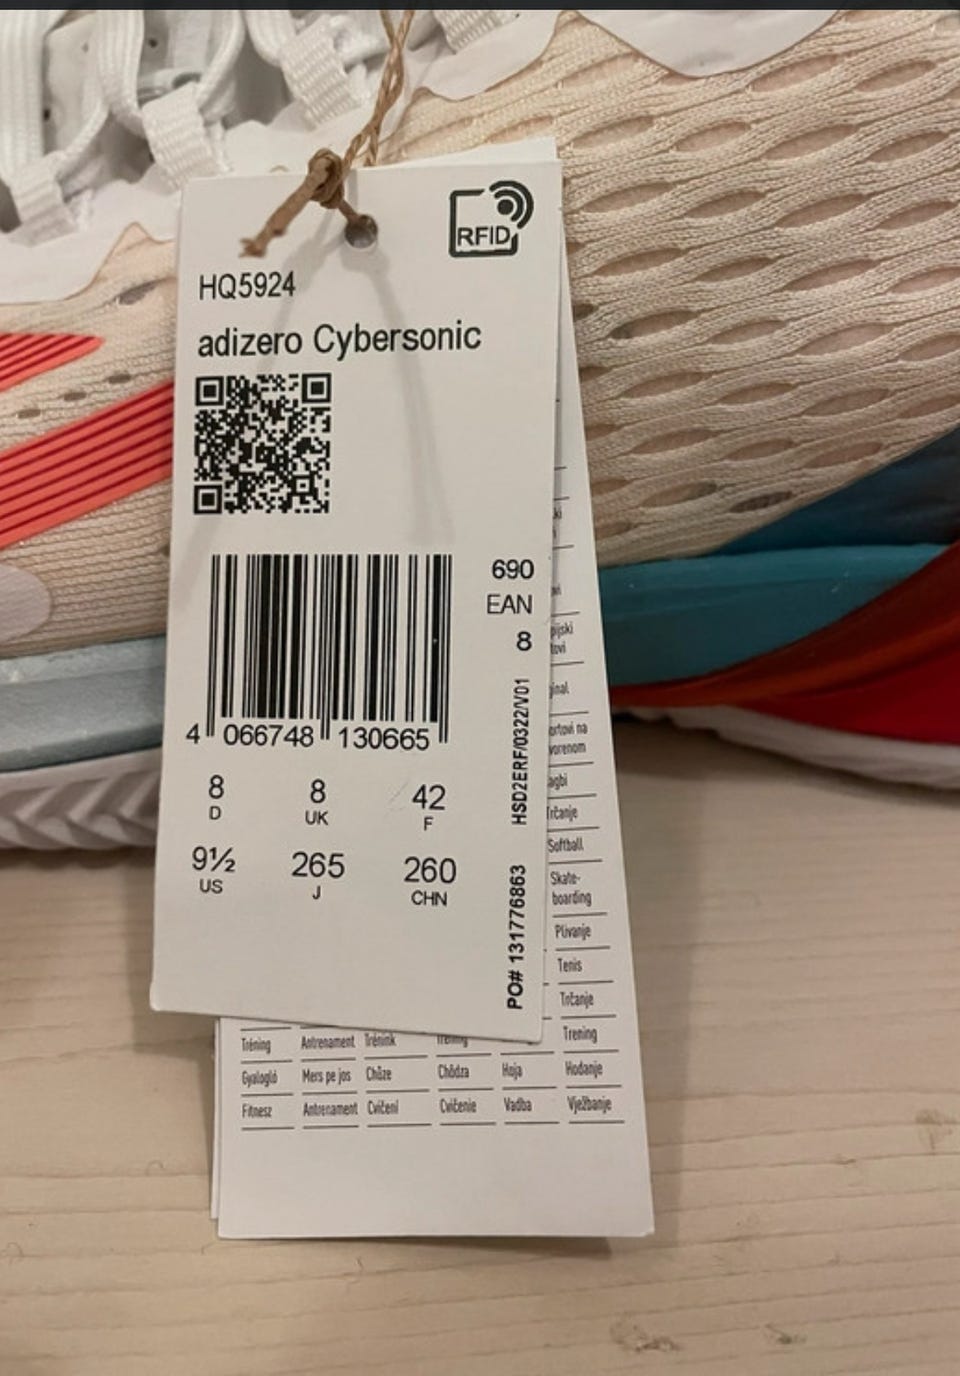 RFID
HQ5924
adizero Cybersonic
690
EAN
8
4 066748 130665
8 8 42
D UK F
9½ 265 260
US J CHN
HSD2ERF/0322/V01
PO# 131776863
Softball
Skate-
boarding
Plivanje
Tenis
Trčanje
Tréning Antrenament Trénink Trening
Gyalogló Mers pe jos Chůze Chôdza Hoja Hodanje
Fitnesz Antrenament Cvičení Cvičenie Vadba Vježbanje